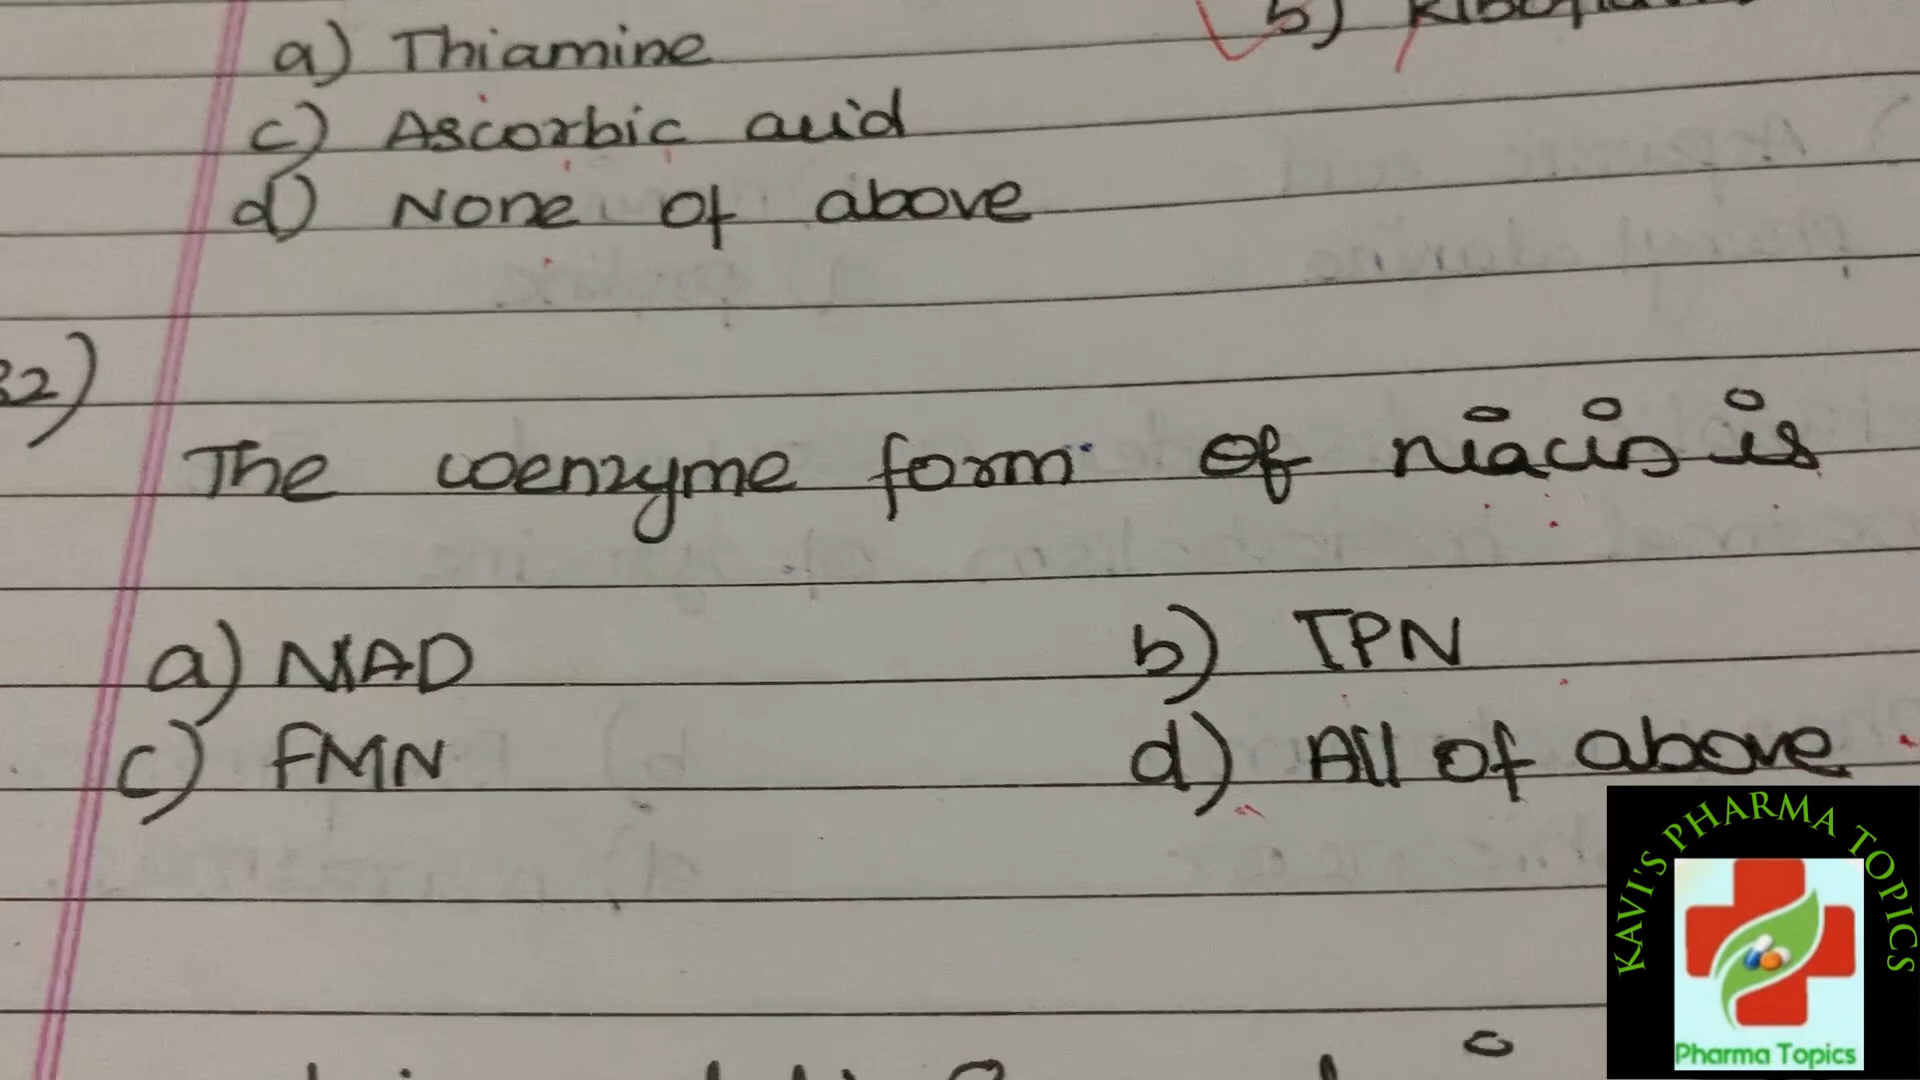 a) Thiamine b)
c) Ascorbic acid
d) None of above
32)
The coenzyme form of niacin is
a) NAD b) TPN
c) FMN d) All of above
KAVI'S PHARMA TOPICS
Pharma Topics